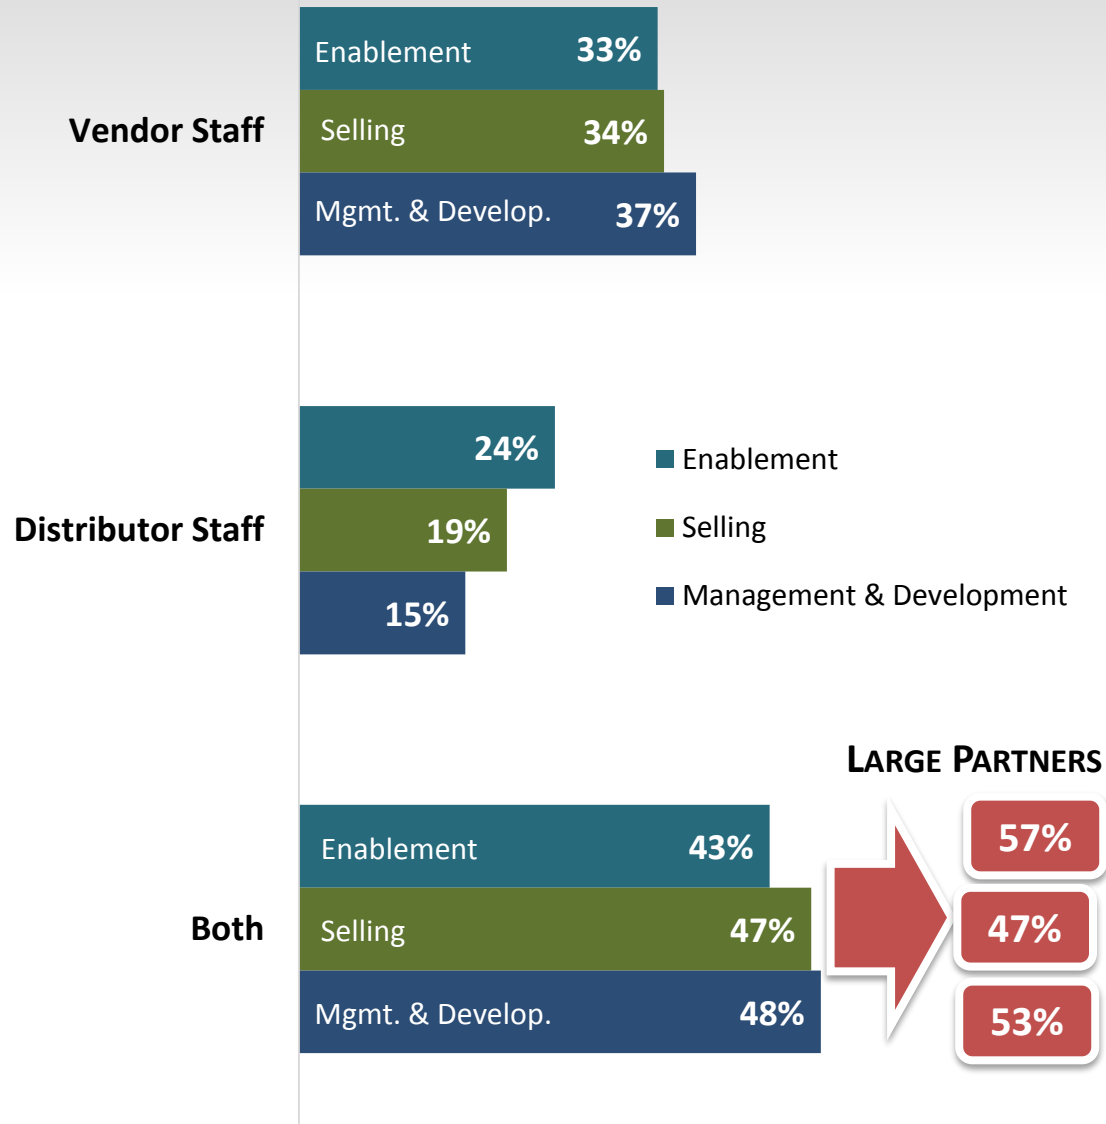 Vendor Staff
Enablement 33%
Selling 34%
Mgmt. & Develop. 37%
Distributor Staff
24%
19%
15%
Enablement
Selling
Management & Development
Both
Enablement 43%
Selling 47%
Mgmt. & Develop. 48%
LARGE PARTNERS
57%
47%
53%